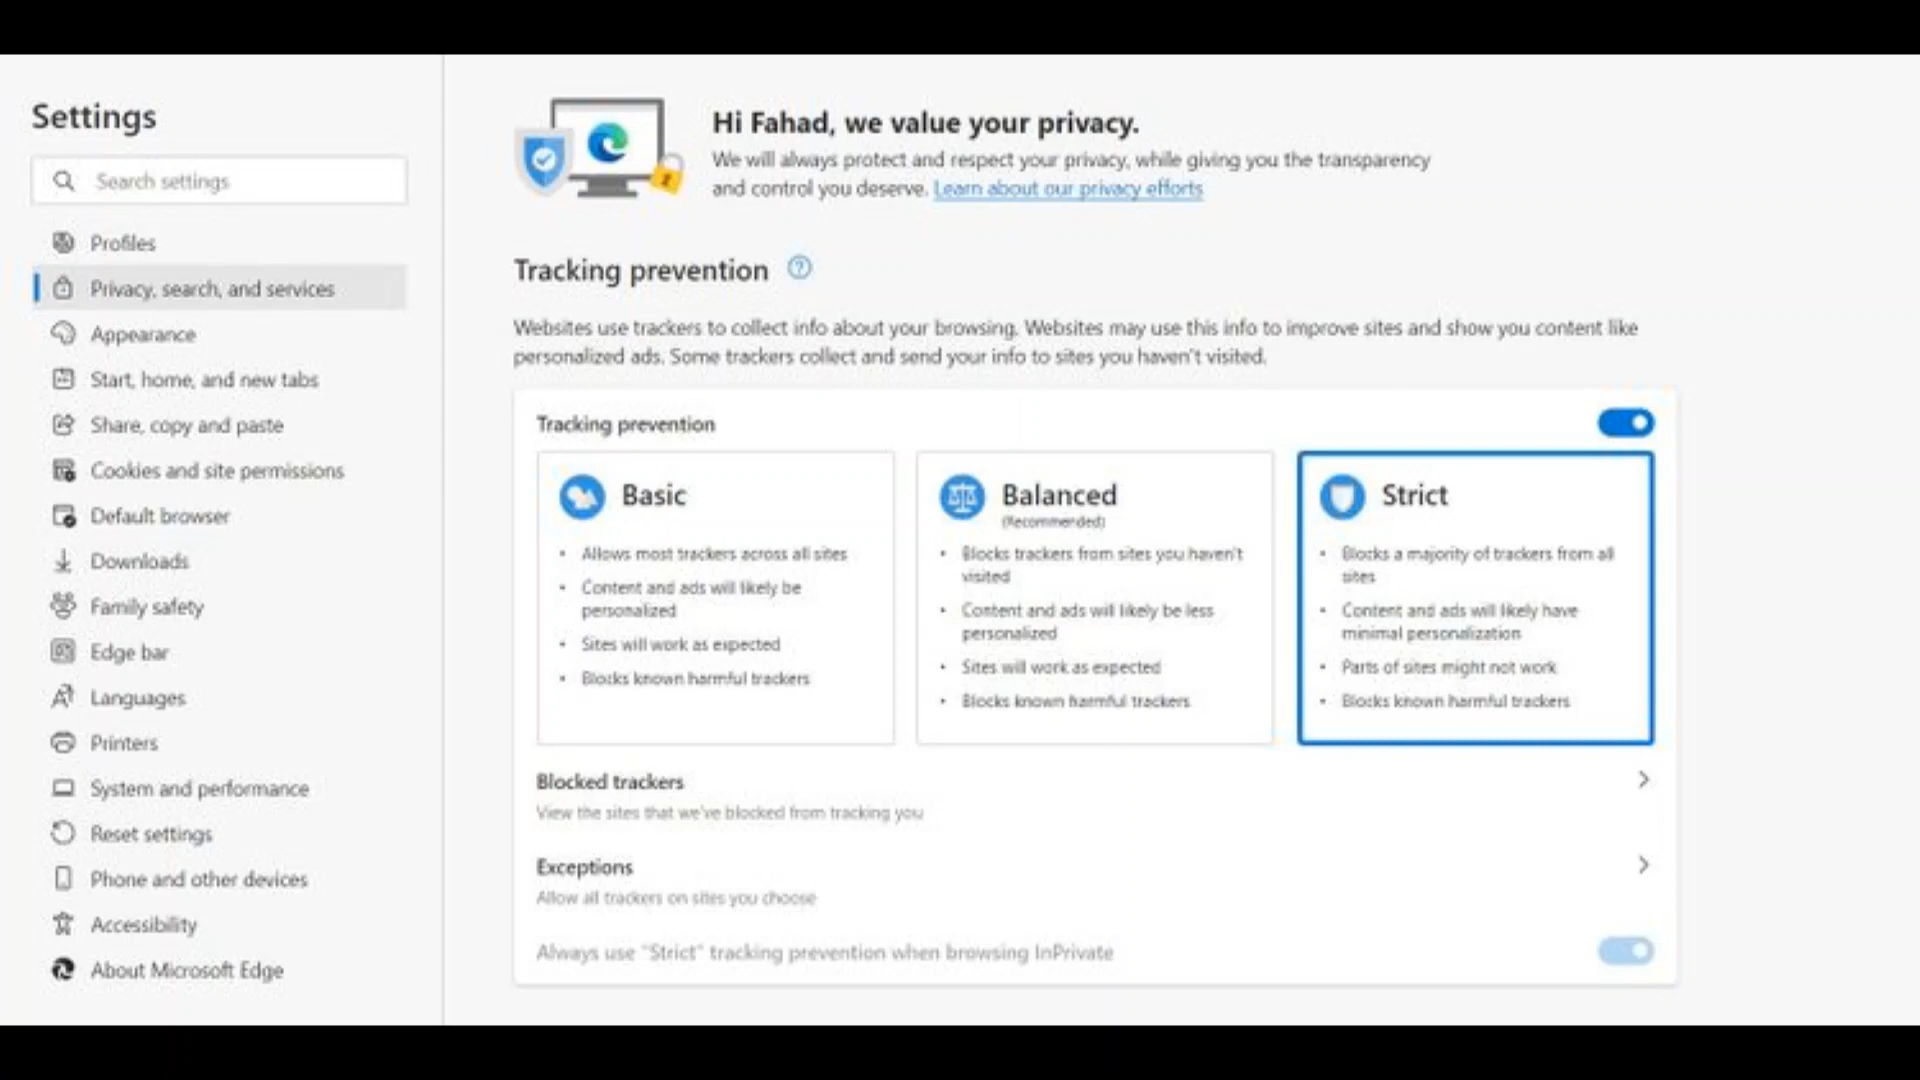 Settings
Search settings
Profiles
Privacy, search, and services
Appearance
Start, home, and new tabs
Share, copy and paste
Cookies and site permissions
Default browser
Downloads
Family safety
Edge bar
Languages
Printers
System and performance
Reset settings
Phone and other devices
Accessibility
About Microsoft Edge
Hi Fahad, we value your privacy.
We will always protect and respect your privacy, while giving you the transparency
and control you deserve. Learn about our privacy efforts
Tracking prevention
Websites use trackers to collect info about your browsing. Websites may use this info to improve sites and show you content like
personalized ads. Some trackers collect and send your info to sites you haven't visited.
Tracking prevention
Basic
• Allows most trackers across all sites
• Content and ads will likely be
personalized
• Sites will work as expected
• Blocks known harmful trackers
Balanced
(Recommended)
• Blocks trackers from sites you haven't
visited
• Content and ads will likely be less
personalized
• Sites will work as expected
• Blocks known harmful trackers
Strict
• Blocks a majority of trackers from all
sites
• Content and ads will likely have
minimal personalization
• Parts of sites might not work
• Blocks known harmful trackers
Blocked trackers
View the sites that we've blocked from tracking you
Exceptions
Allow all trackers on sites you choose
Always use "Strict" tracking prevention when browsing InPrivate